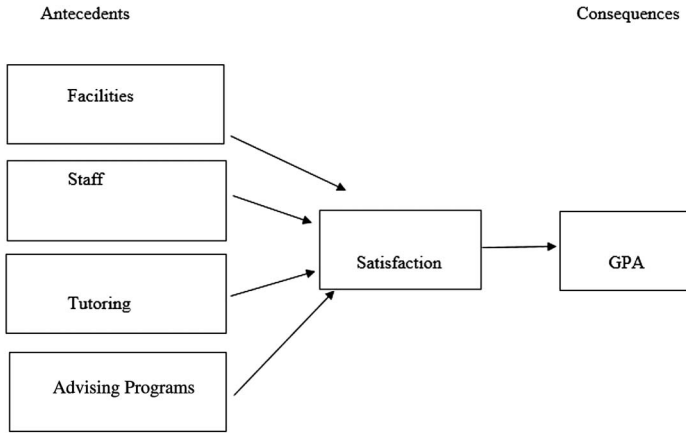 Antecedents
Consequences
Facilities
Staff
Satisfaction
GPA
Tutoring
Advising Programs